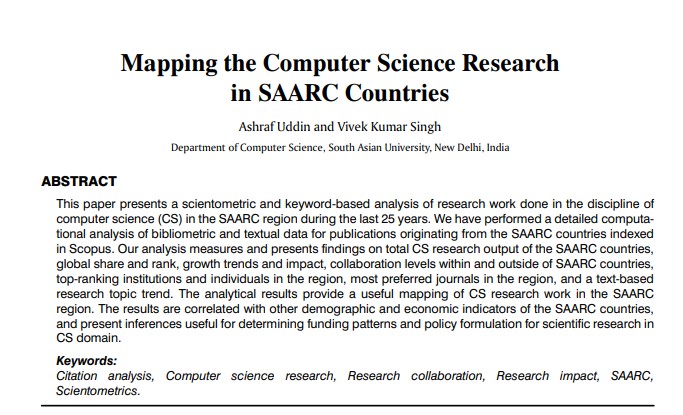 Mapping the Computer Science Research
in SAARC Countries
Ashraf Uddin and Vivek Kumar Singh
Department of Computer Science, South Asian University, New Delhi, India
ABSTRACT
This paper presents a scientometric and keyword-based analysis of research work done in the discipline of
computer science (CS) in the SAARC region during the last 25 years. We have performed a detailed computa-
tional analysis of bibliometric and textual data for publications originating from the SAARC countries indexed
in Scopus. Our analysis measures and presents findings on total CS research output of the SAARC countries,
global share and rank, growth trends and impact, collaboration levels within and outside of SAARC countries,
top-ranking institutions and individuals in the region, most preferred journals in the region, and a text-based
research topic trend. The analytical results provide a useful mapping of CS research work in the SAARC
region. The results are correlated with other demographic and economic indicators of the SAARC countries,
and present inferences useful for determining funding patterns and policy formulation for scientific research in
CS domain.
Keywords:
Citation analysis, Computer science research, Research collaboration, Research impact, SAARC,
Scientometrics.